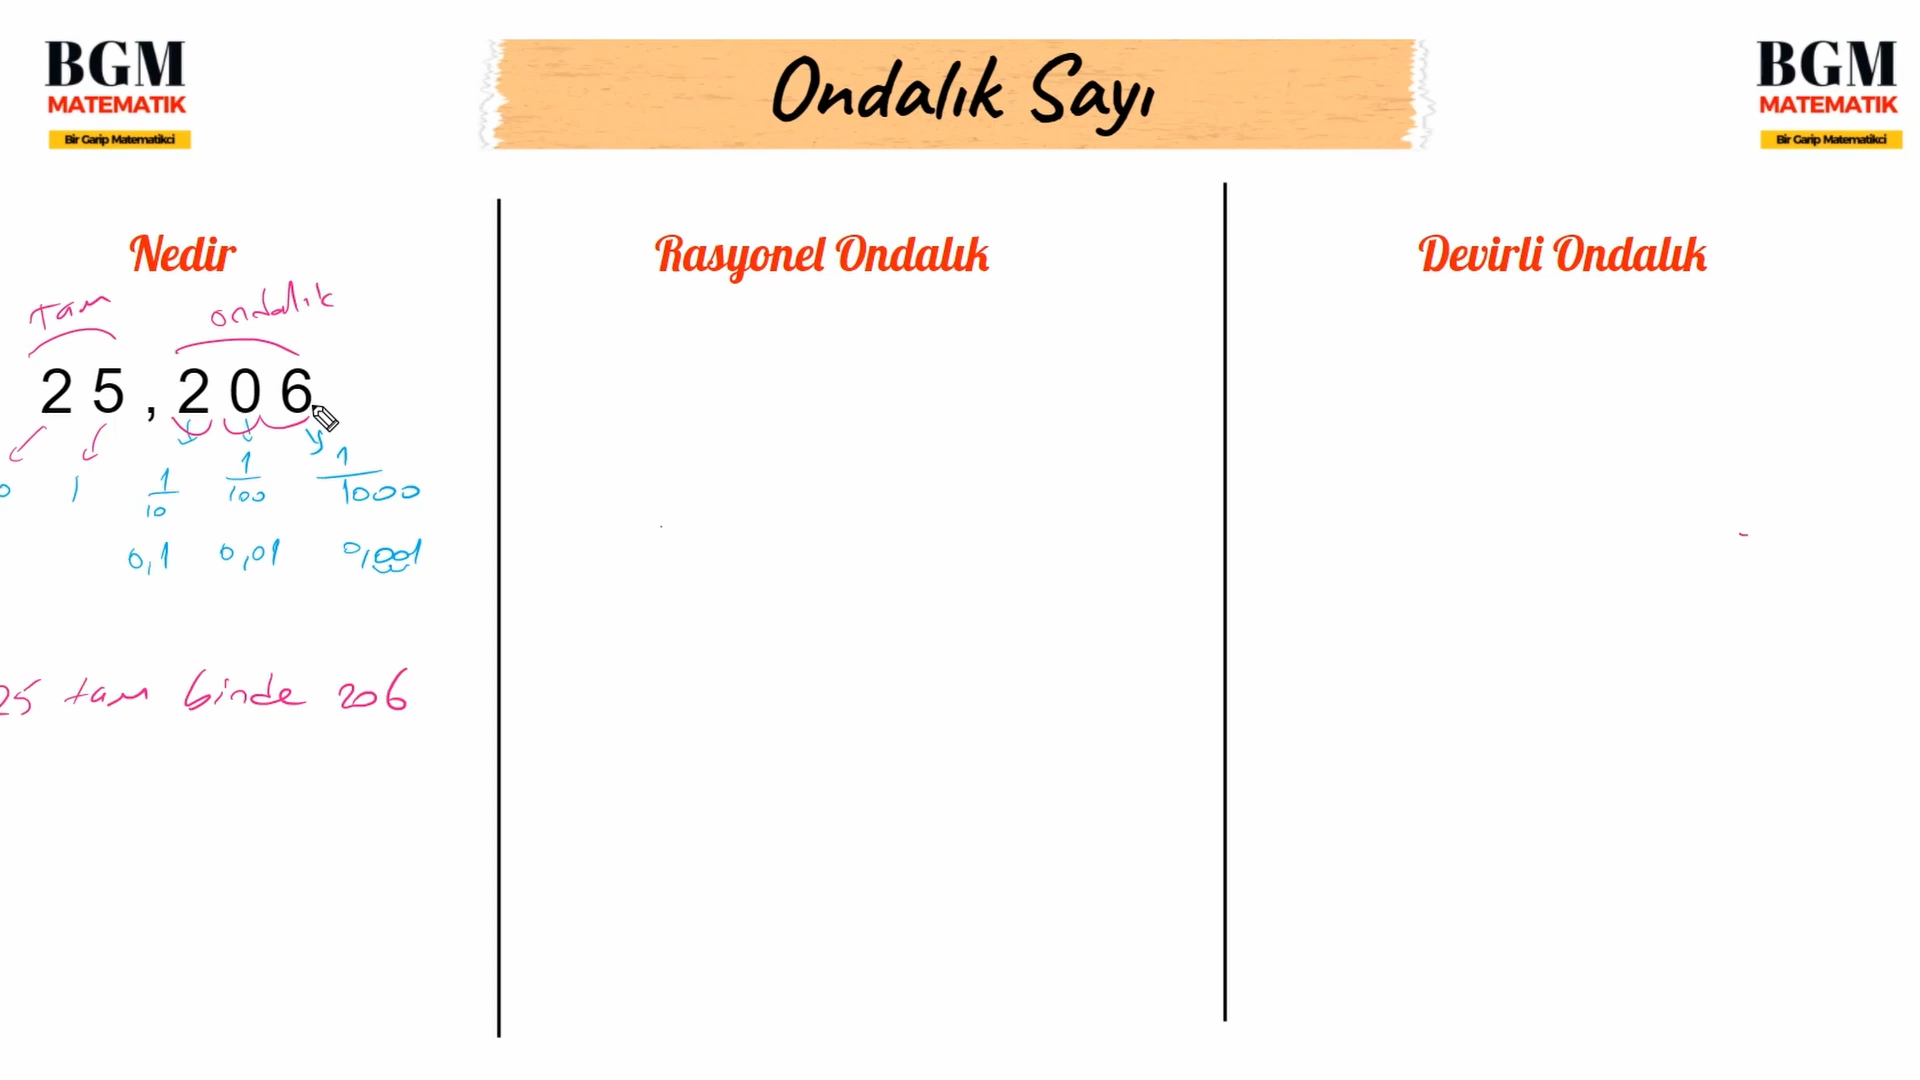 BGM
MATEMATIK
Bir Garip Matematikci
Ondalık Sayı
BGM
MATEMATIK
Bir Garip Matematikci
Nedir
Rasyonel Ondalık
Devirli Ondalık
tam ondalık
25,206
0 1 1/10 1/100 1/1000
0,1 0,01 0,001
25 tam binde 206